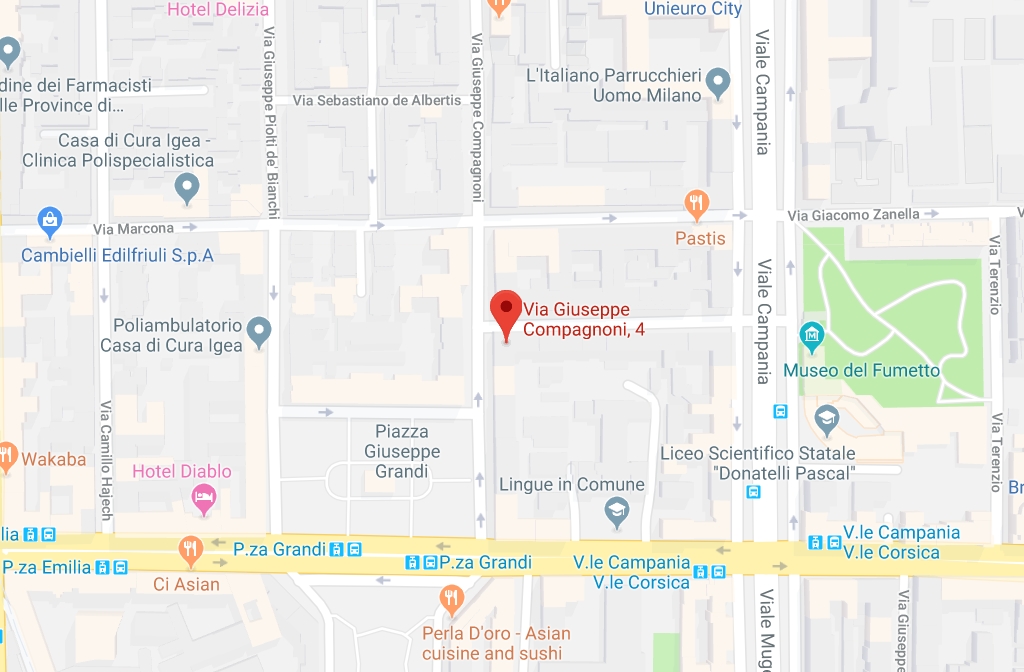 Hotel Delizia
Unieuro City
Via Giuseppe Piolti de' Bianchi
Via Giuseppe Compagnoni
Viale Campania
dine dei Farmacisti
lle Province di...
L'Italiano Parrucchieri
Uomo Milano
Via Sebastiano de Albertis
Casa di Cura Igea -
Clinica Polispecialistica
Via Marcona
Via Giacomo Zanella
V
Cambielli Edilfriuli S.p.A
Pastis
Via Terenzio
Viale Campania
Via Giuseppe
Compagnoni, 4
Poliambulatorio
Casa di Cura Igea
Museo del Fumetto
Via Camillo Hajech
Piazza
Giuseppe
Grandi
Via Terenzio
Wakaba
Hotel Diablo
Liceo Scientifico Statale
"Donatelli Pascal"
Lingue in Comune
Br
lia
P.za Grandi
V.le Campania
V.le Corsica
P.za Emilia
P.za Grandi
V.le Campania
V.le Corsica
Ci Asian
Viale Muge
Via Giuseppe
Perla D'oro - Asian
cuisine and sushi